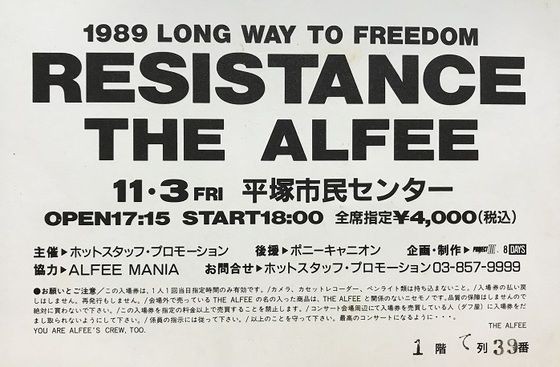 1989 LONG WAY TO FREEDOM
RESISTANCE
THE ALFEE
11・3 FRI 平塚市民センター
OPEN17:15 START18:00 全席指定¥4,000(税込)
主催▶ホットスタッフ・プロモーション 後援▶ポニーキャニオン 企画・制作▶PROJECT III. 8 DAYS
協力▶ALFEE MANIA お問合せ▶ホットスタッフ・プロモーション03-857-9999
●お願いとご注意／この入場券は、1人1回当日指定時間のみ有効です。／カメラ、カセットレコーダー、ペンライト類は持ち込まないこと。／入場券の払い戻
しはしません。再発行もしません。／会場外で売っている THE ALFEE の名の入った商品は、THE ALFEE と関係のないニセモノです。品質の保障はしませんので
絶対に買わないで下さい。／この入場券を指定の料金以上で売買することを禁止します。／コンサート会場周辺にて入場券を売買している人(ダフ屋)に入場券をだ
まし取られないようにして下さい。／係員の指示には従って下さい。／以上のことを守って下さい。最高のコンサートになるように・・・。
YOU ARE ALFEE'S CREW, TOO.
THE ALFEE
1 階 て 列 39 番